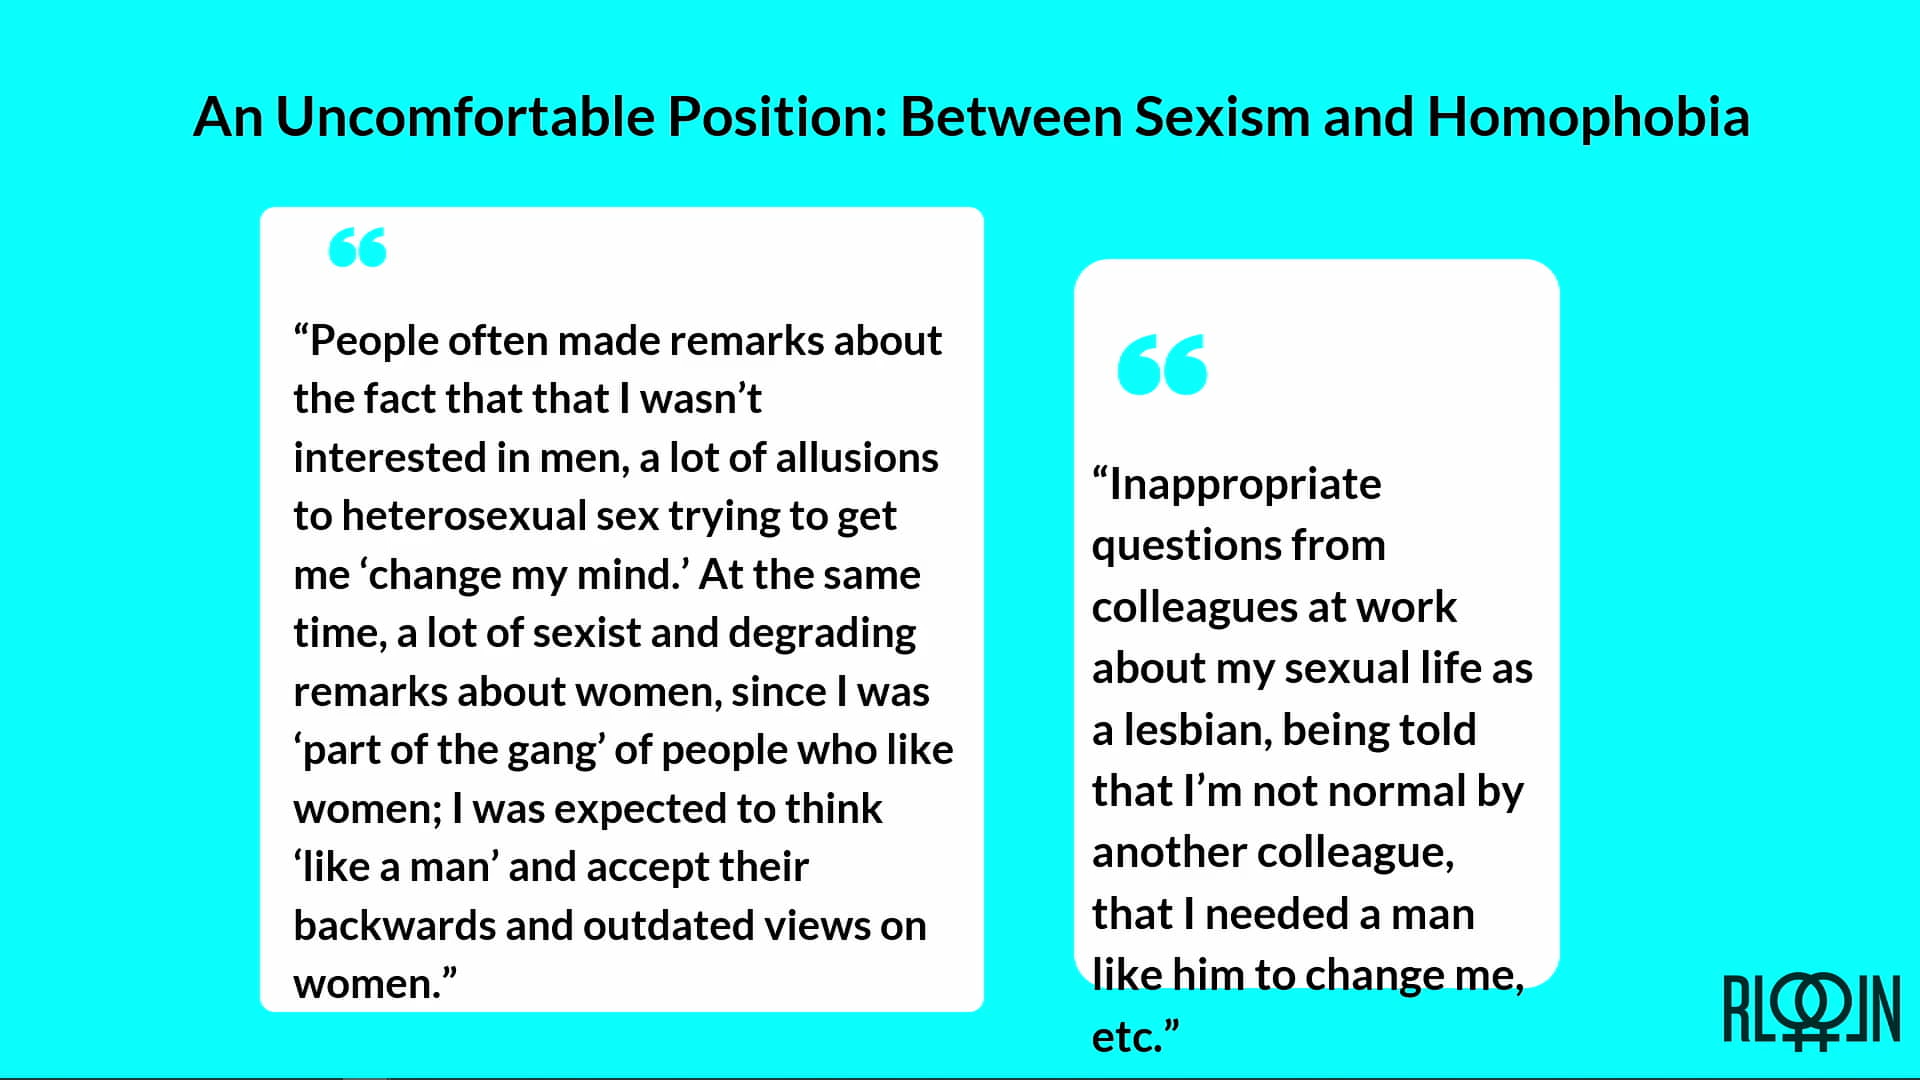 An Uncomfortable Position: Between Sexism and Homophobia
“People often made remarks about
the fact that that I wasn’t
interested in men, a lot of allusions
to heterosexual sex trying to get
me ‘change my mind.’ At the same
time, a lot of sexist and degrading
remarks about women, since I was
‘part of the gang’ of people who like
women; I was expected to think
‘like a man’ and accept their
backwards and outdated views on
women.”
“Inappropriate
questions from
colleagues at work
about my sexual life as
a lesbian, being told
that I’m not normal by
another colleague,
that I needed a man
like him to change me,
etc.”